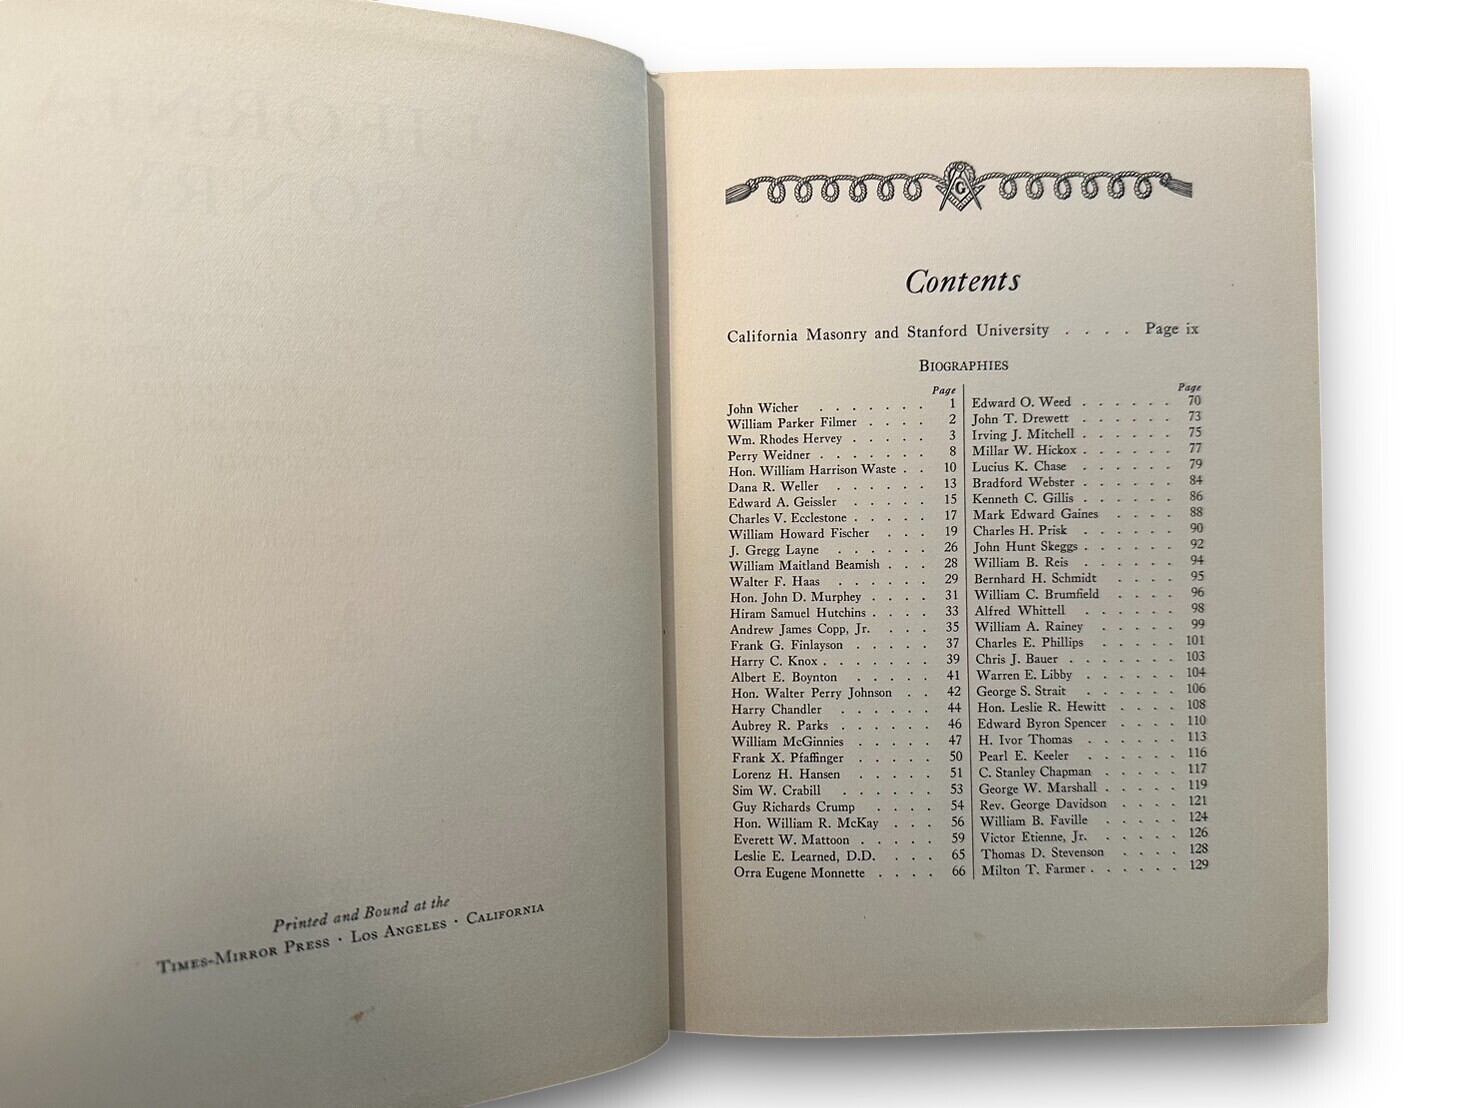 Printed and Bound at the
Times-Mirror Press · Los Angeles · California
G
Contents
California Masonry and Stanford University . . . . Page ix
Biographies
Page
John Wicher . . . . . . . 1
William Parker Filmer . . . . 2
Wm. Rhodes Hervey . . . . . 3
Perry Weidner . . . . . . . 8
Hon. William Harrison Waste . . 10
Dana R. Weller . . . . . . 13
Edward A. Geissler . . . . . 15
Charles V. Ecclestone . . . . . 17
William Howard Fischer . . . 19
J. Gregg Layne . . . . . . 26
William Maitland Beamish . . . 28
Walter F. Haas . . . . . . 29
Hon. John D. Murphey . . . . 31
Hiram Samuel Hutchins . . . . 33
Andrew James Copp, Jr. . . . 35
Frank G. Finlayson . . . . . 37
Harry C. Knox . . . . . . . 39
Albert E. Boynton . . . . . 41
Hon. Walter Perry Johnson . . 42
Harry Chandler . . . . . . 44
Aubrey R. Parks . . . . . . 46
William McGinnies . . . . . 47
Frank X. Pfaffinger . . . . . 50
Lorenz H. Hansen . . . . . 51
Sim W. Crabill . . . . . . 53
Guy Richards Crump . . . . 54
Hon. William R. McKay . . . 56
Everett W. Mattoon . . . . . 59
Leslie E. Learned, D.D. . . . 65
Orra Eugene Monnette . . . . 66
Page
Edward O. Weed . . . . . . 70
John T. Drewett . . . . . . 73
Irving J. Mitchell . . . . . . 75
Millar W. Hickox . . . . . . 77
Lucius K. Chase . . . . . . 79
Bradford Webster . . . . . . 84
Kenneth C. Gillis . . . . . . 86
Mark Edward Gaines . . . . 88
Charles H. Prisk . . . . . . 90
John Hunt Skeggs . . . . . . 92
William B. Reis . . . . . . 94
Bernhard H. Schmidt . . . . 95
William C. Brumfield . . . . 96
Alfred Whittell . . . . . . 98
William A. Rainey . . . . . 99
Charles E. Phillips . . . . . 101
Chris J. Bauer . . . . . . . 103
Warren E. Libby . . . . . . 104
George S. Strait . . . . . . 106
Hon. Leslie R. Hewitt . . . . 108
Edward Byron Spencer . . . . 110
H. Ivor Thomas . . . . . . 113
Pearl E. Keeler . . . . . . 116
C. Stanley Chapman . . . . . 117
George W. Marshall . . . . . 119
Rev. George Davidson . . . . 121
William B. Faville . . . . . 124
Victor Etienne, Jr. . . . . . 126
Thomas D. Stevenson . . . . 128
Milton T. Farmer . . . . . . 129